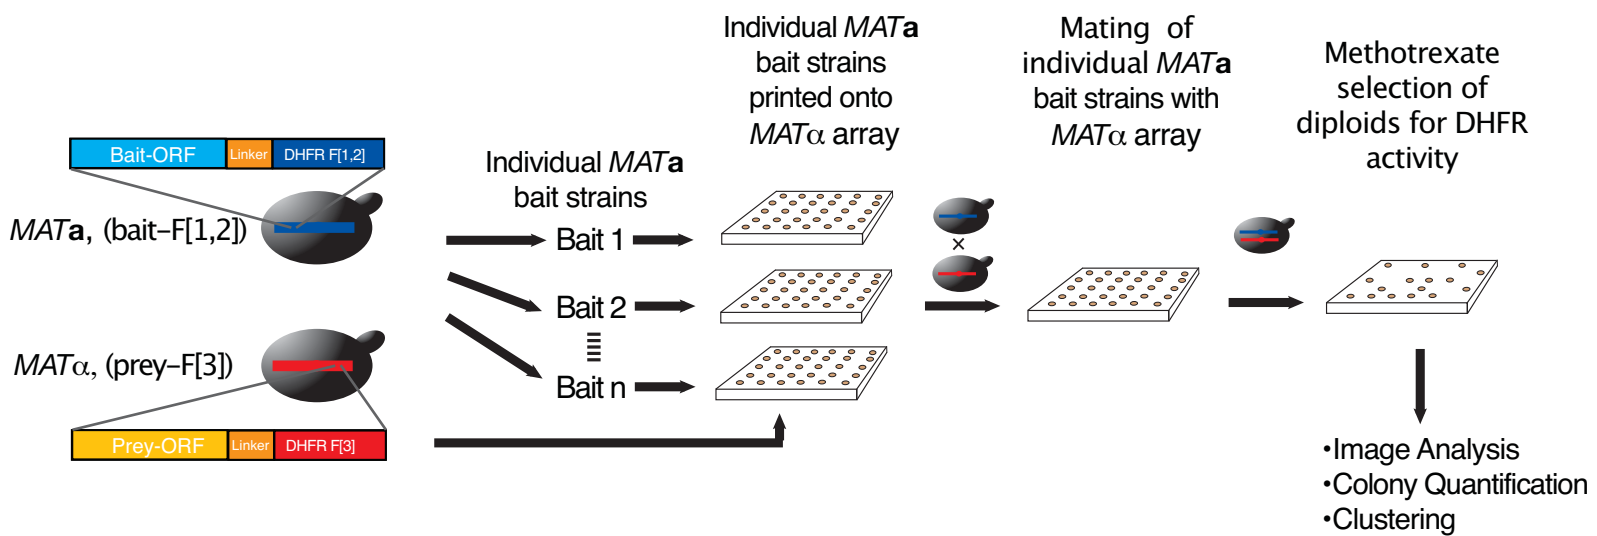 Bait-ORF Linker DHFR F[1,2]
MATa, (bait–F[1,2])
MATα, (prey–F[3])
Prey-ORF Linker DHFR F[3]
Individual MATa
bait strains
Bait 1
Bait 2
Bait n
Individual MATa
bait strains
printed onto
MATα array
Mating of
individual MATa
bait strains with
MATα array
×
Methotrexate
selection of
diploids for DHFR
activity
•Image Analysis
•Colony Quantification
•Clustering